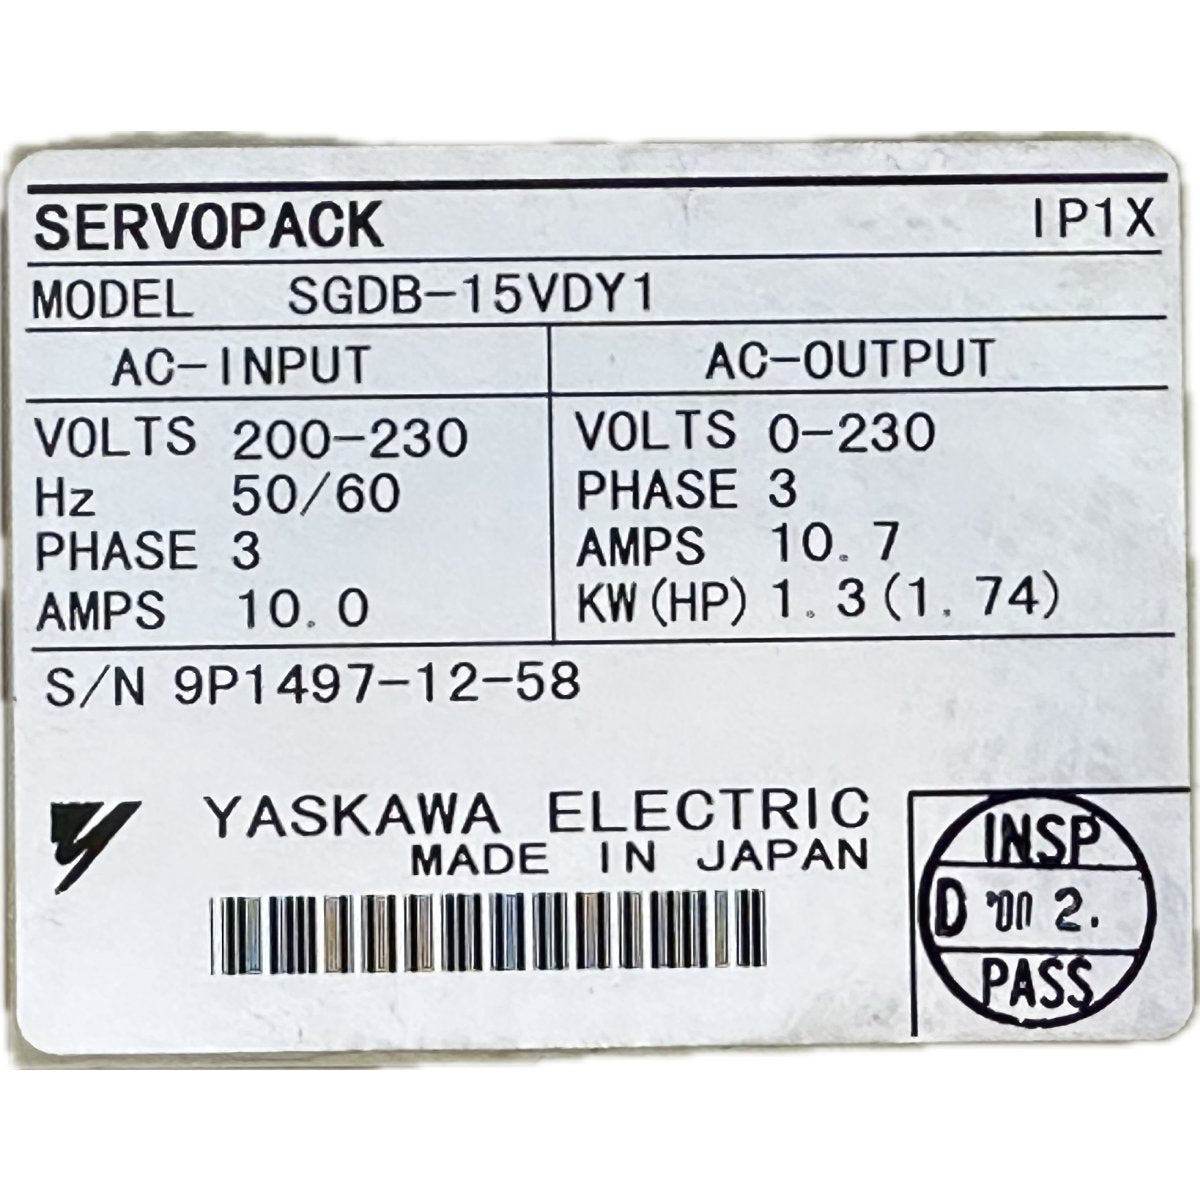 SERVOPACK IP1X
MODEL SGDB-15VDY1
AC-INPUT AC-OUTPUT
VOLTS 200-230 VOLTS 0-230
Hz 50/60 PHASE 3
PHASE 3 AMPS 10.7
AMPS 10.0 KW(HP) 1.3(1.74)
S/N 9P1497-12-58
YASKAWA ELECTRIC
MADE IN JAPAN
INSP
D '00 2.
PASS